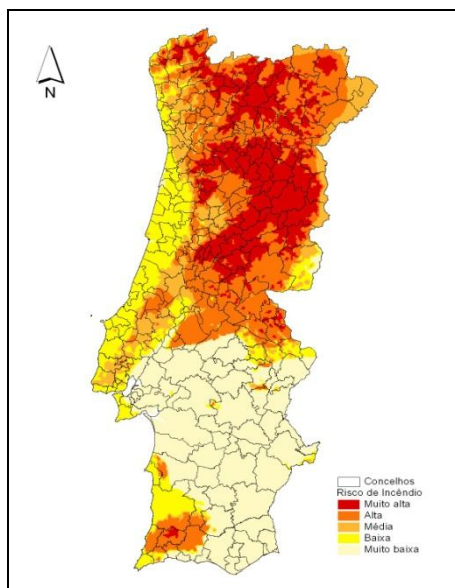 N
Concelhos
Risco de Incêndio
Muito alta
Alta
Média
Baixa
Muito baixa